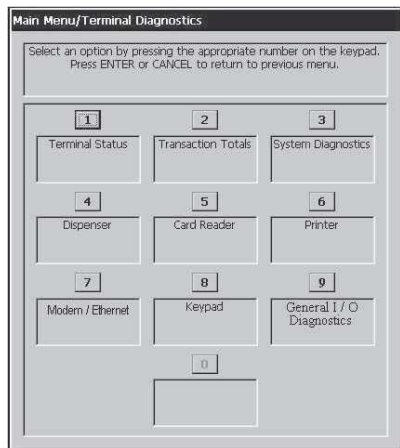 Main Menu/Terminal Diagnostics
Select an option by pressing the appropriate number on the keypad.
Press ENTER or CANCEL to return to previous menu.
1 2 3
Terminal Status Transaction Totals System Diagnostics
4 5 6
Dispenser Card Reader Printer
7 8 9
Modem / Ethernet Keypad General I / O
Diagnostics
0